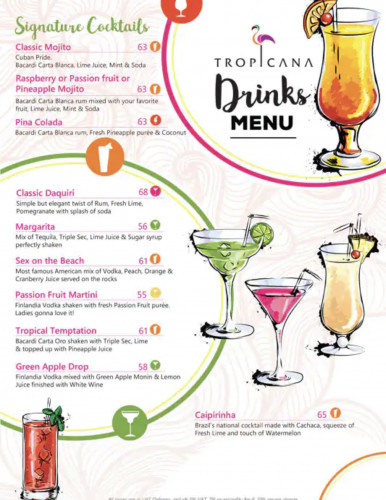 Signature Cocktails
Classic Mojito 63
Cuban Pride.
Bacardi Carta Blanca, Lime Juice, Mint & Soda
Raspberry or Passion fruit or
Pineapple Mojito 63
Bacardi Carta Blanca rum mixed with your favorite
fruit, Lime Juice, Mint & Soda
Pina Colada 63
Bacardi Carta Blanca rum, Fresh Pineapple purée & Coconut
TROPICANA
Drinks
MENU
Classic Daquiri 68
Simple but elegant twist of Rum, Fresh Lime,
Pomegranate with splash of soda
Margarita 56
Mix of Tequila, Triple Sec, Lime Juice & Sugar syrup
perfectly shaken
Sex on the Beach 61
Most famous American mix of Vodka, Peach, Orange &
Cranberry Juice served on the rocks
Passion Fruit Martini 55
Finlandia Vodka shaken with fresh Passion Fruit purée.
Ladies gonna love it!
Tropical Temptation 61
Bacardi Carta Oro shaken with Triple Sec, Lime
& topped up with Pineapple Juice
Green Apple Drop 58
Finlandia Vodka mixed with Green Apple Monin & Lemon
Juice finished with White Wine
Caipirinha 65
Brazil's national cocktail made with Cachaca, squeeze of
Fresh Lime and touch of Watermelon